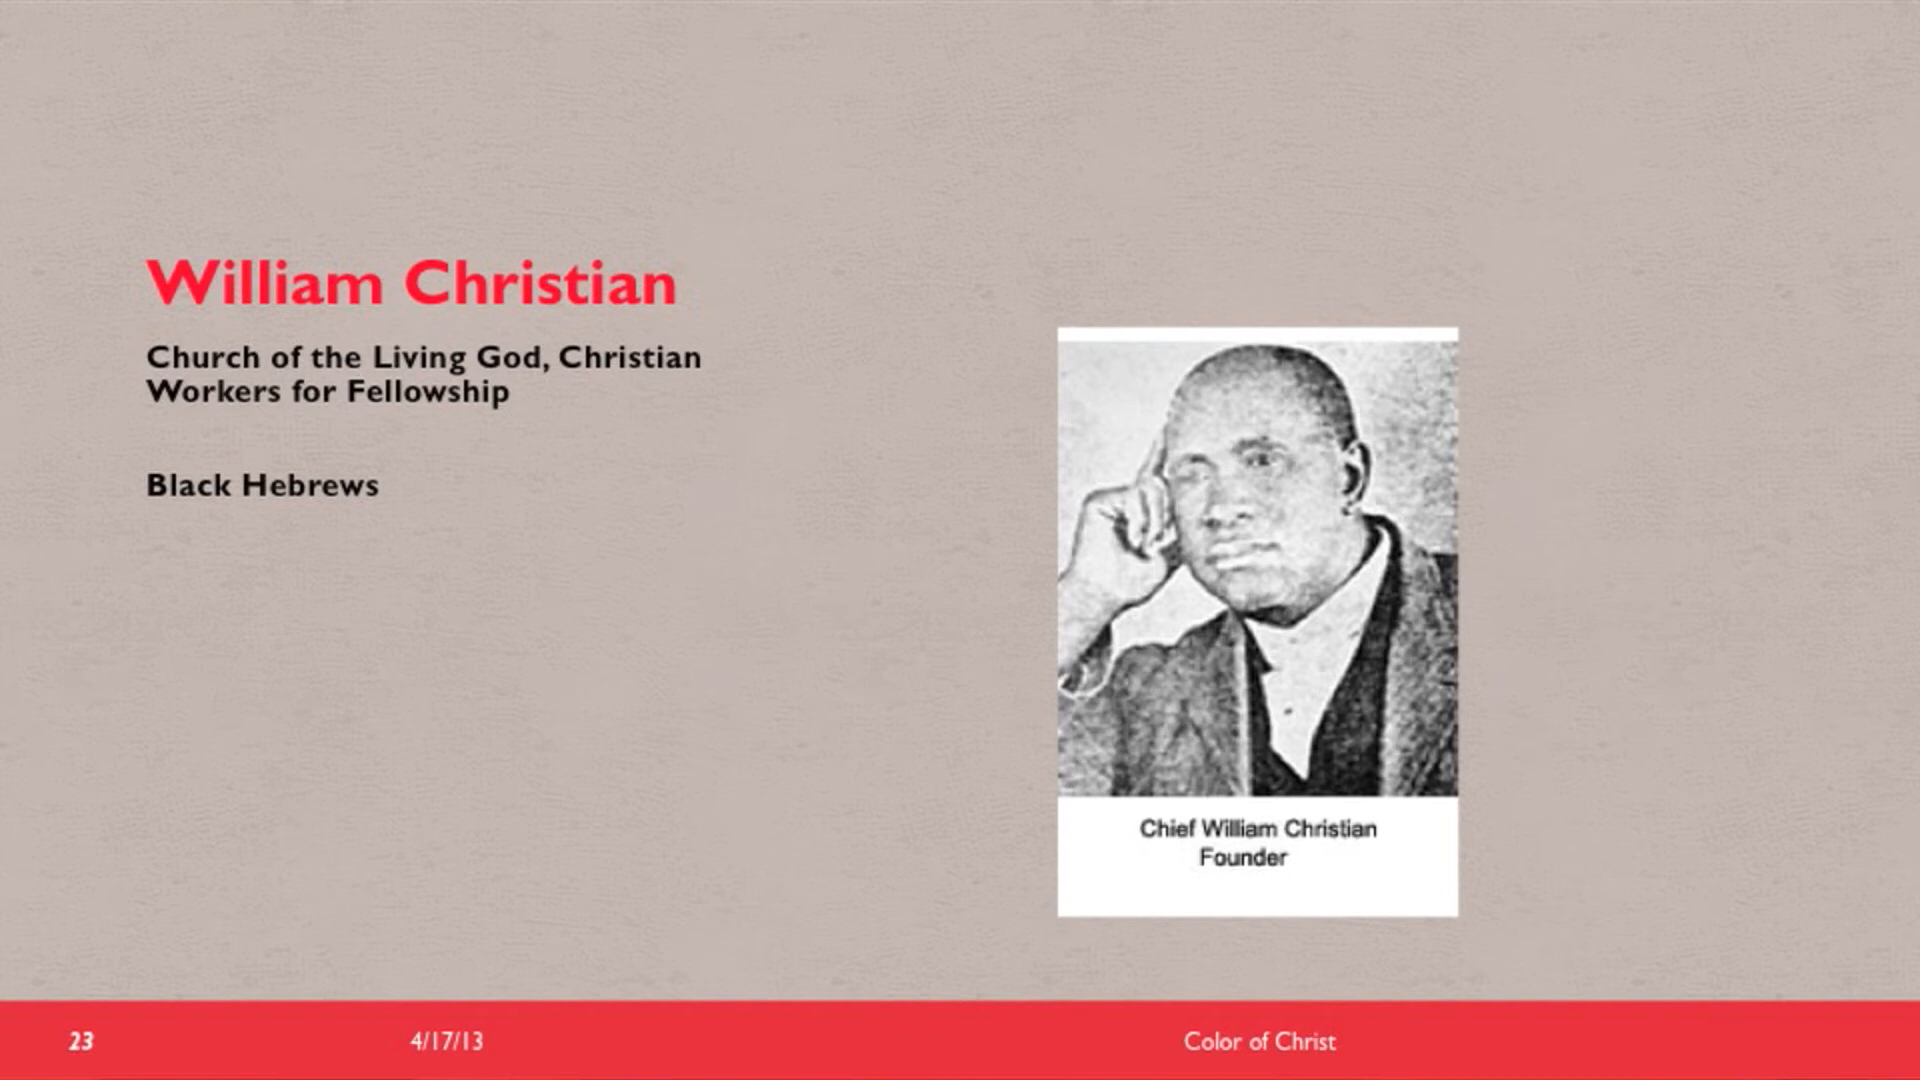 William Christian
Church of the Living God, Christian
Workers for Fellowship
Black Hebrews
Chief William Christian
Founder
23
4/17/13
Color of Christ